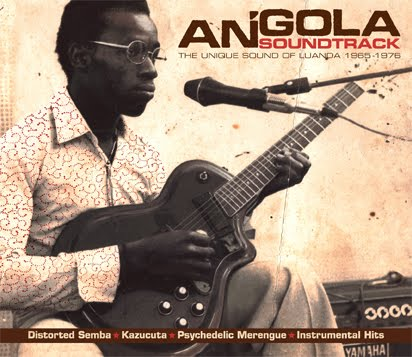 ANGOLA
SOUNDTRACK
THE UNIQUE SOUND OF LUANDA 1965-1976
YAMAHA
Distorted Semba ★ Kazucuta ★ Psychedelic Merengue ★ Instrumental Hits